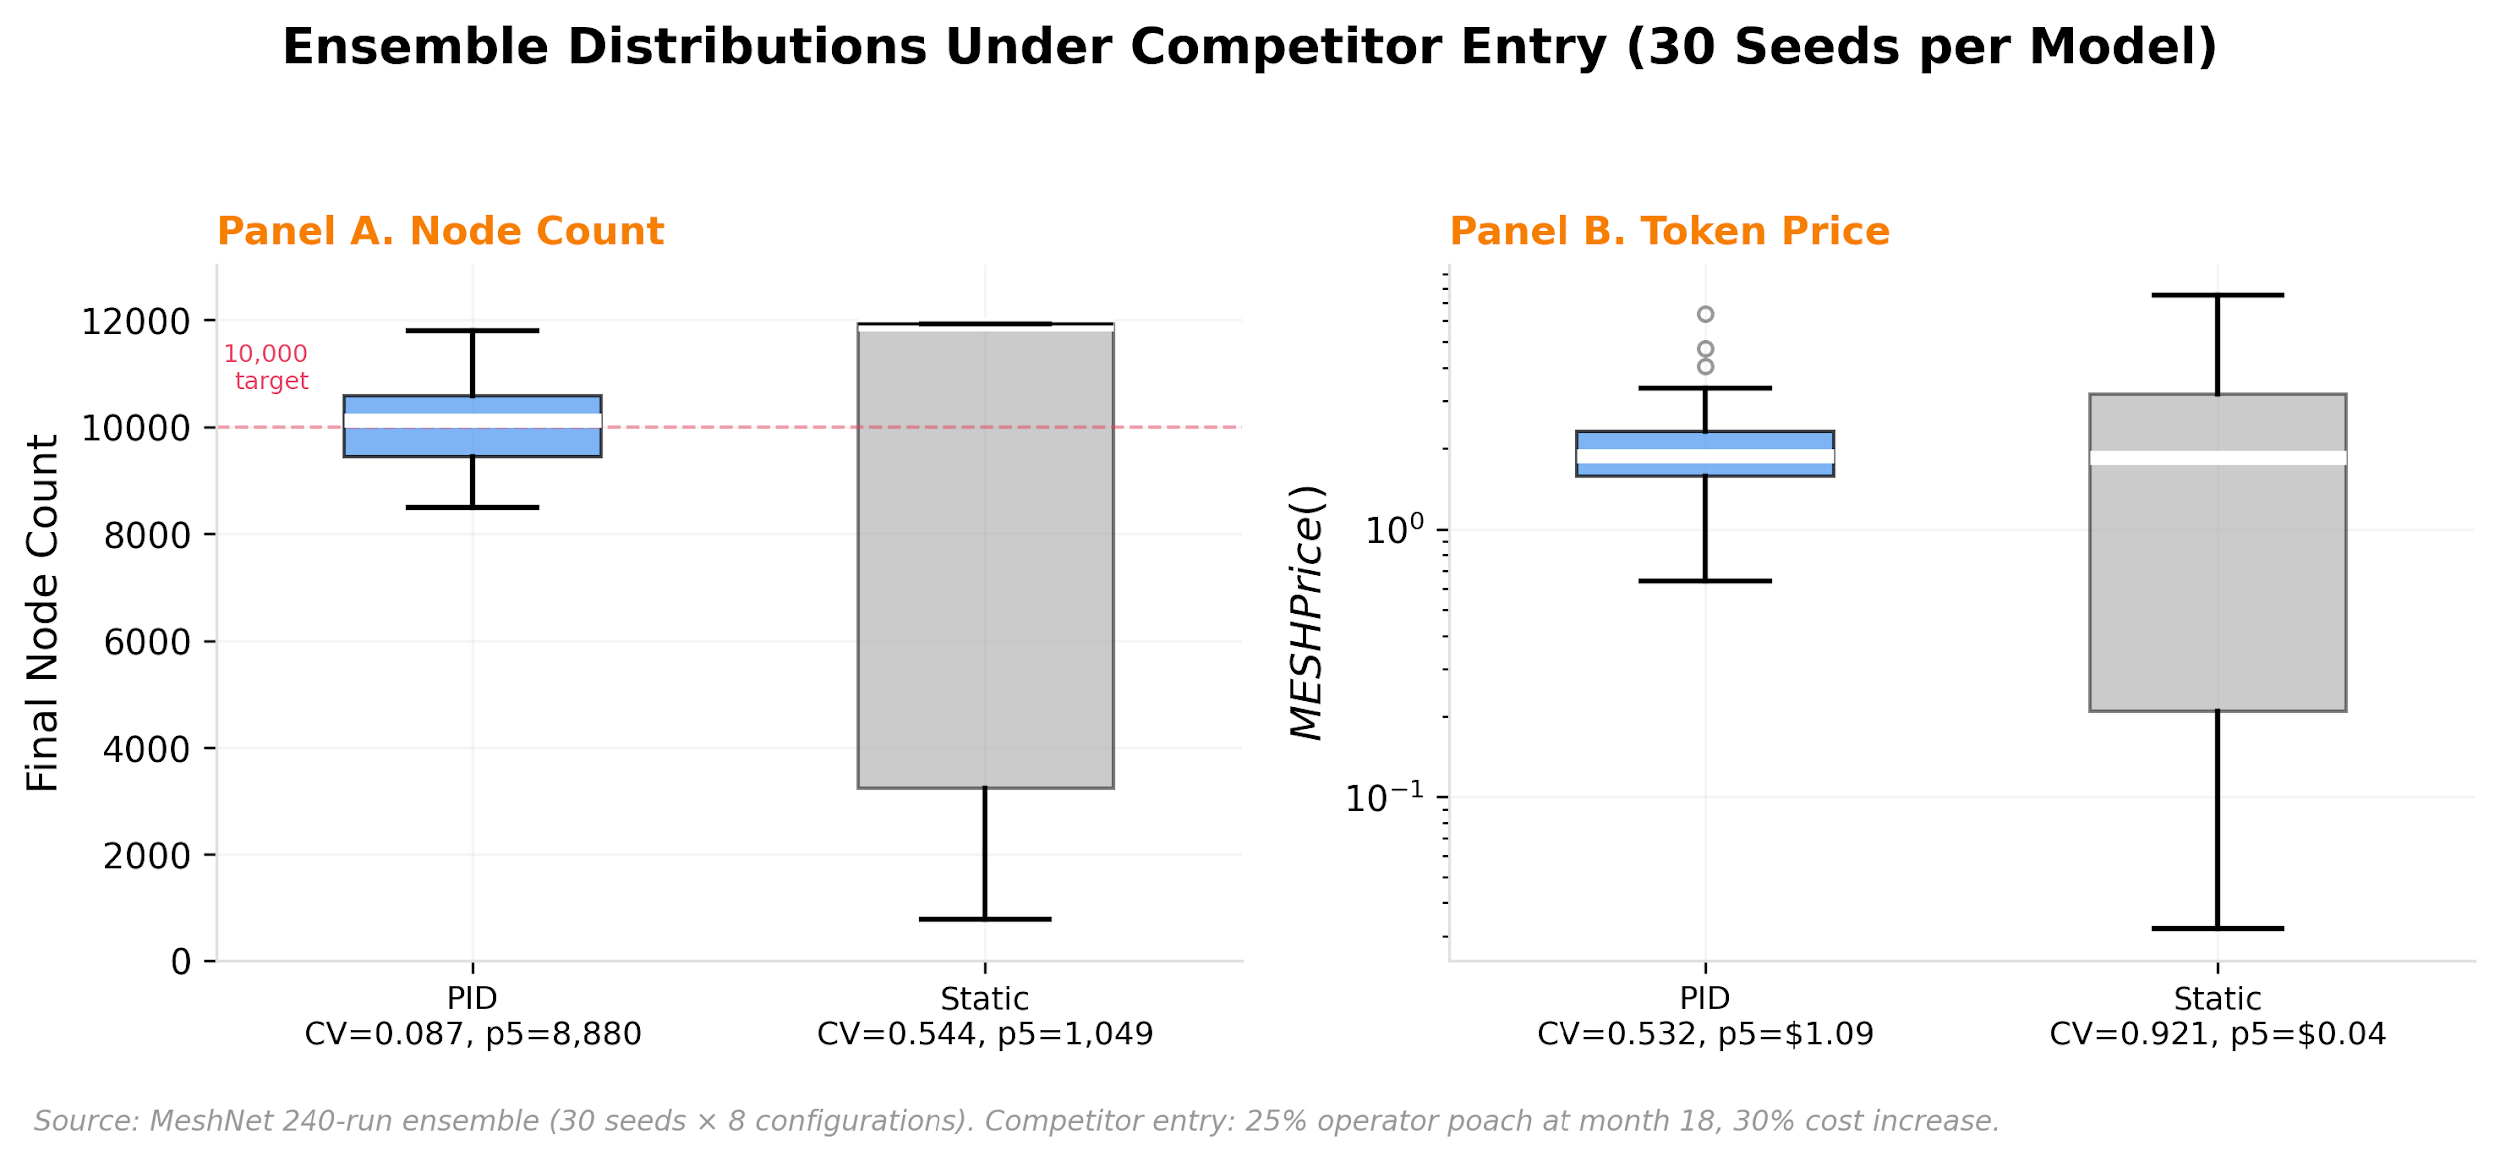 Ensemble Distributions Under Competitor Entry (30 Seeds per Model)
Panel A. Node Count
Final Node Count
12000
10000
8000
6000
4000
2000
0
10,000
target
PID
CV=0.087, p5=8,880
Static
CV=0.544, p5=1,049
Panel B. Token Price
MESHPrice()
10⁰
10⁻¹
PID
CV=0.532, p5=$1.09
Static
CV=0.921, p5=$0.04
Source: MeshNet 240-run ensemble (30 seeds × 8 configurations). Competitor entry: 25% operator poach at month 18, 30% cost increase.